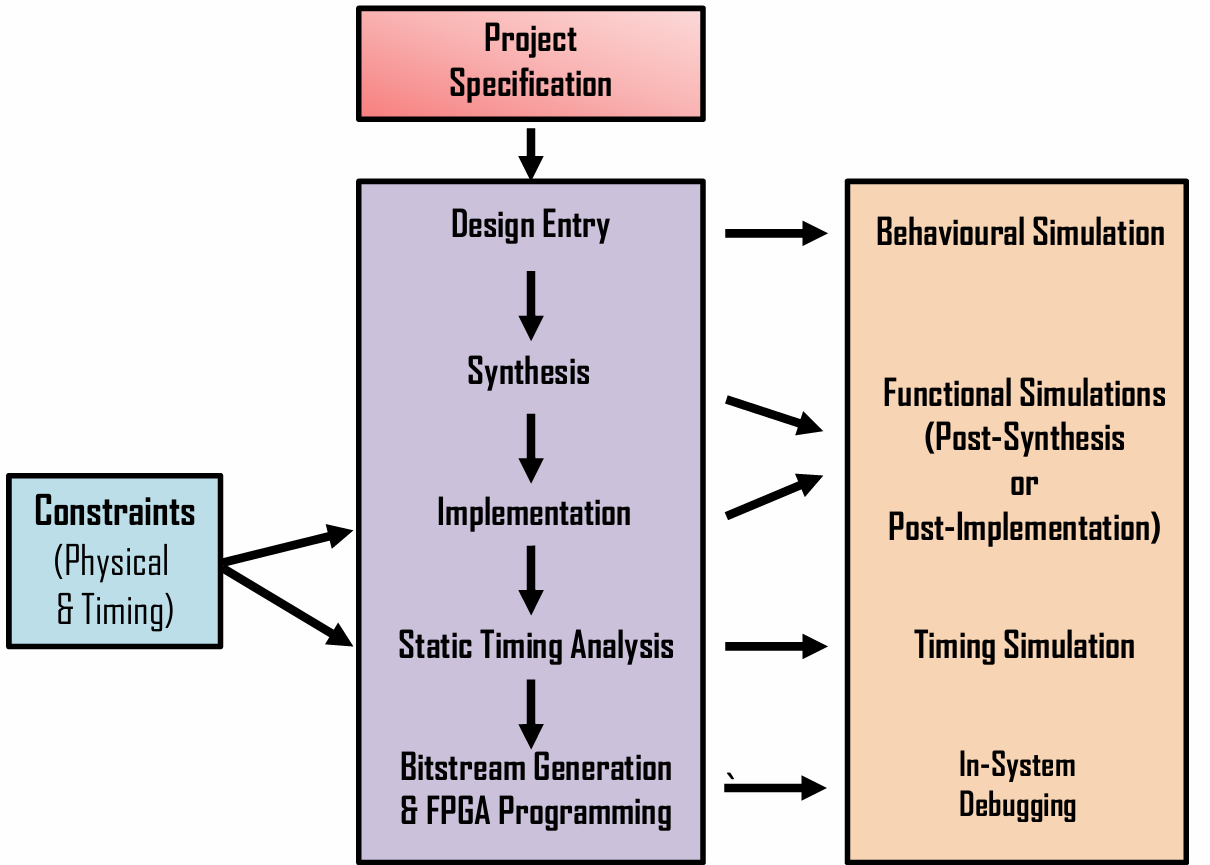 Project
Specification
Design Entry
Synthesis
Implementation
Static Timing Analysis
Bitstream Generation
& FPGA Programming
Constraints
(Physical
& Timing)
Behavioural Simulation
Functional Simulations
(Post-Synthesis
or
Post-Implementation)
Timing Simulation
`
In-System
Debugging